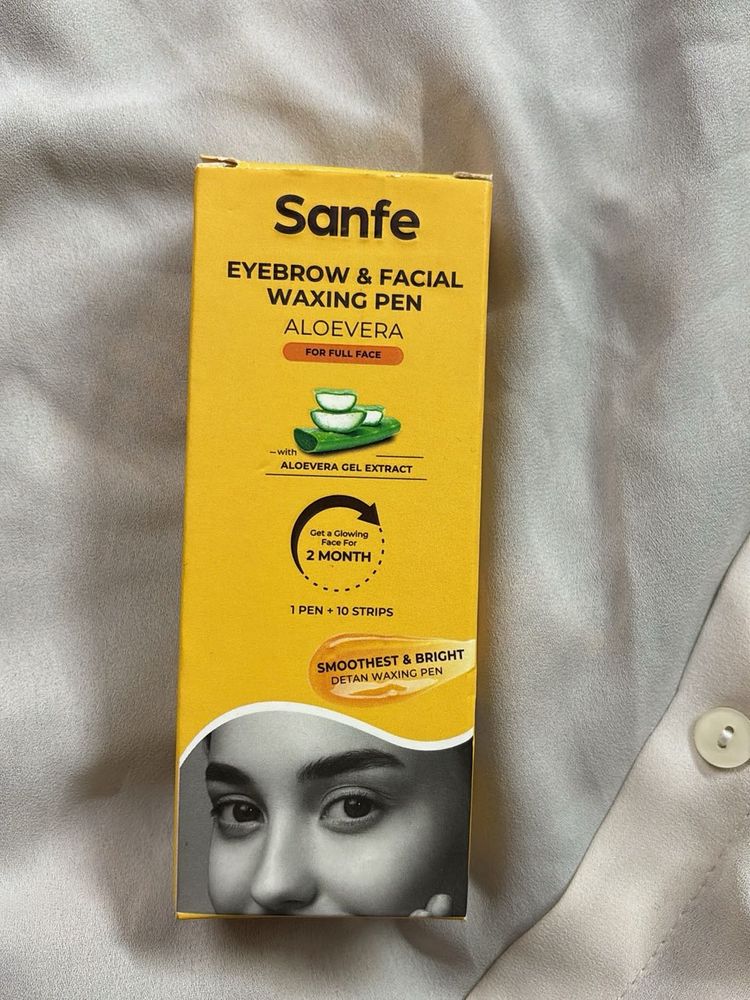 Sanfe
EYEBROW & FACIAL
WAXING PEN
ALOEVERA
FOR FULL FACE
with
ALOEVERA GEL EXTRACT
Get a Glowing
Face For
2 MONTH
1 PEN + 10 STRIPS
SMOOTHEST & BRIGHT
DETAN WAXING PEN